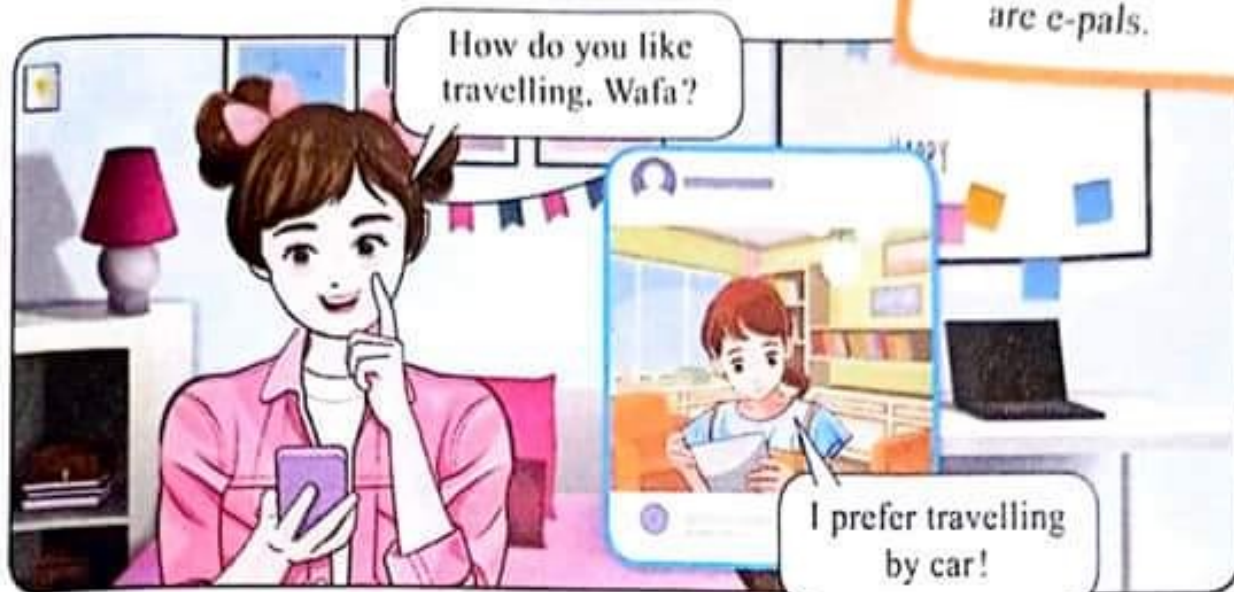 are e-pals.
How do you like
travelling, Wafa?
I prefer travelling
by car!